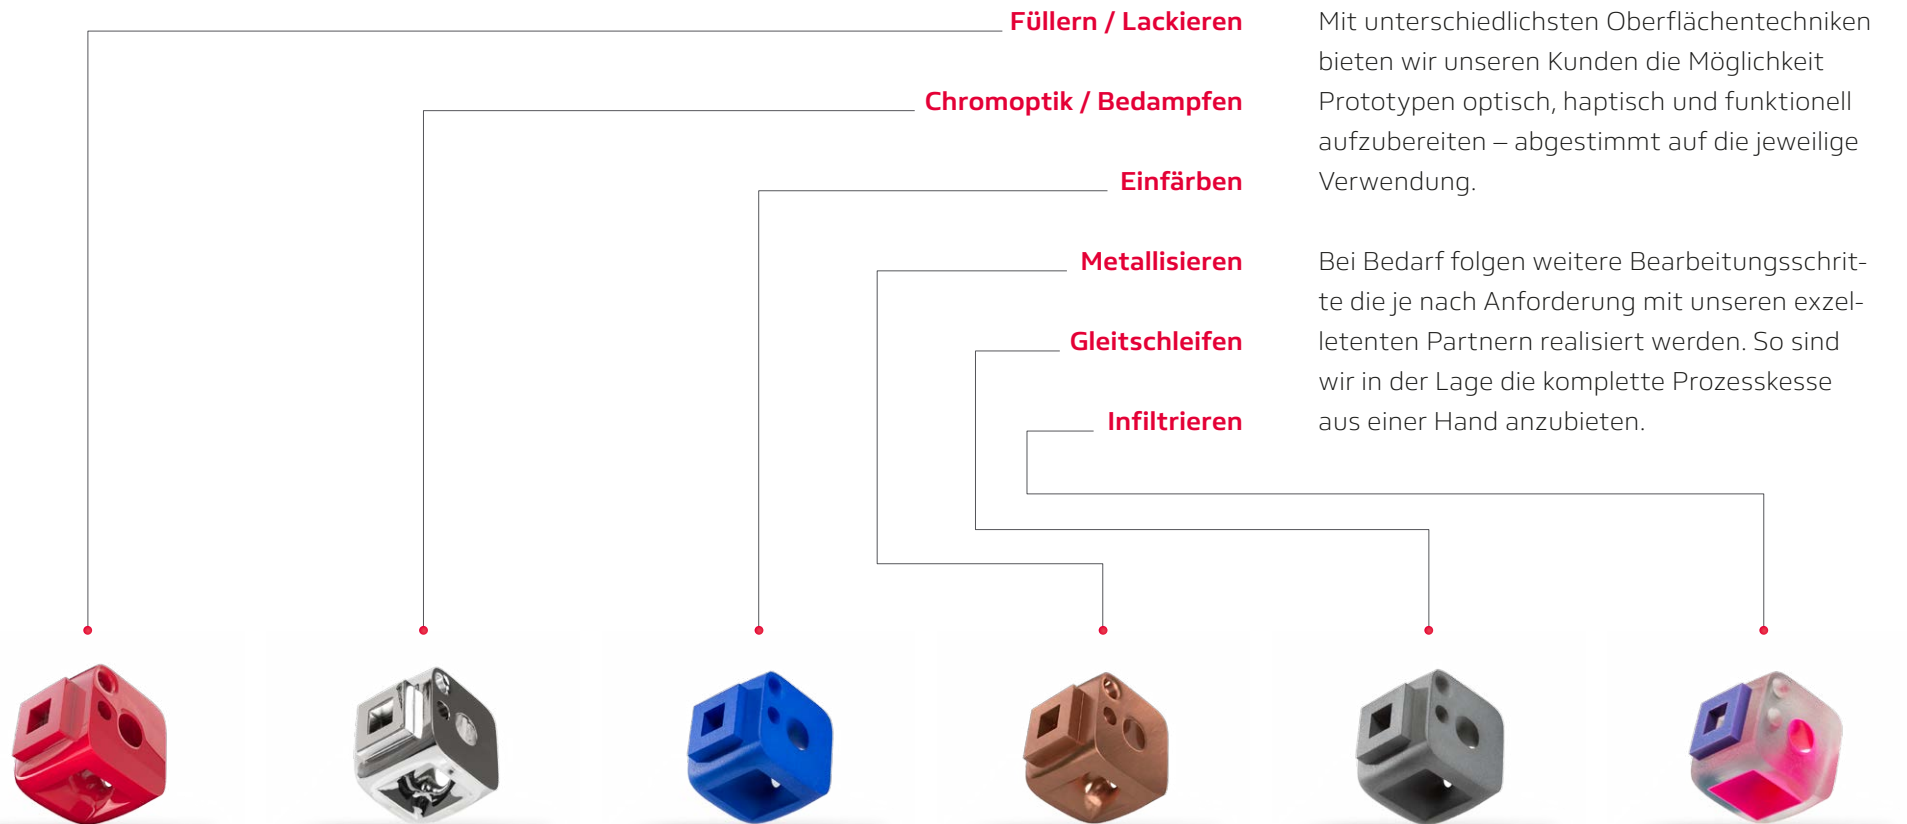 Füllern / Lackieren
Chromoptik / Bedampfen
Einfärben
Metallisieren
Gleitschleifen
Infiltrieren
Mit unterschiedlichsten Oberflächentechniken
bieten wir unseren Kunden die Möglichkeit
Prototypen optisch, haptisch und funktionell
aufzubereiten – abgestimmt auf die jeweilige
Verwendung.
Bei Bedarf folgen weitere Bearbeitungsschrit-
te die je nach Anforderung mit unseren exzel-
letenten Partnern realisiert werden. So sind
wir in der Lage die komplette Prozesskesse
aus einer Hand anzubieten.